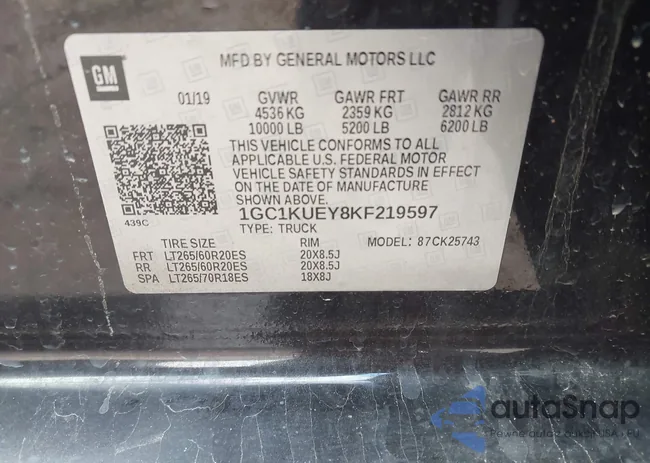 GM
MFD BY GENERAL MOTORS LLC
01/19 GVWR GAWR FRT GAWR RR
4536 KG 2359 KG 2812 KG
10000 LB 5200 LB 6200 LB
THIS VEHICLE CONFORMS TO ALL
APPLICABLE U.S. FEDERAL MOTOR
VEHICLE SAFETY STANDARDS IN EFFECT
ON THE DATE OF MANUFACTURE
SHOWN ABOVE.
1GC1KUEY8KF219597
439C
TYPE: TRUCK
TIRE SIZE RIM MODEL: 87CK25743
FRT LT265/60R20ES 20X8.5J
RR LT265/60R20ES 20X8.5J
SPA LT265/70R18ES 18X8J
autoSnap